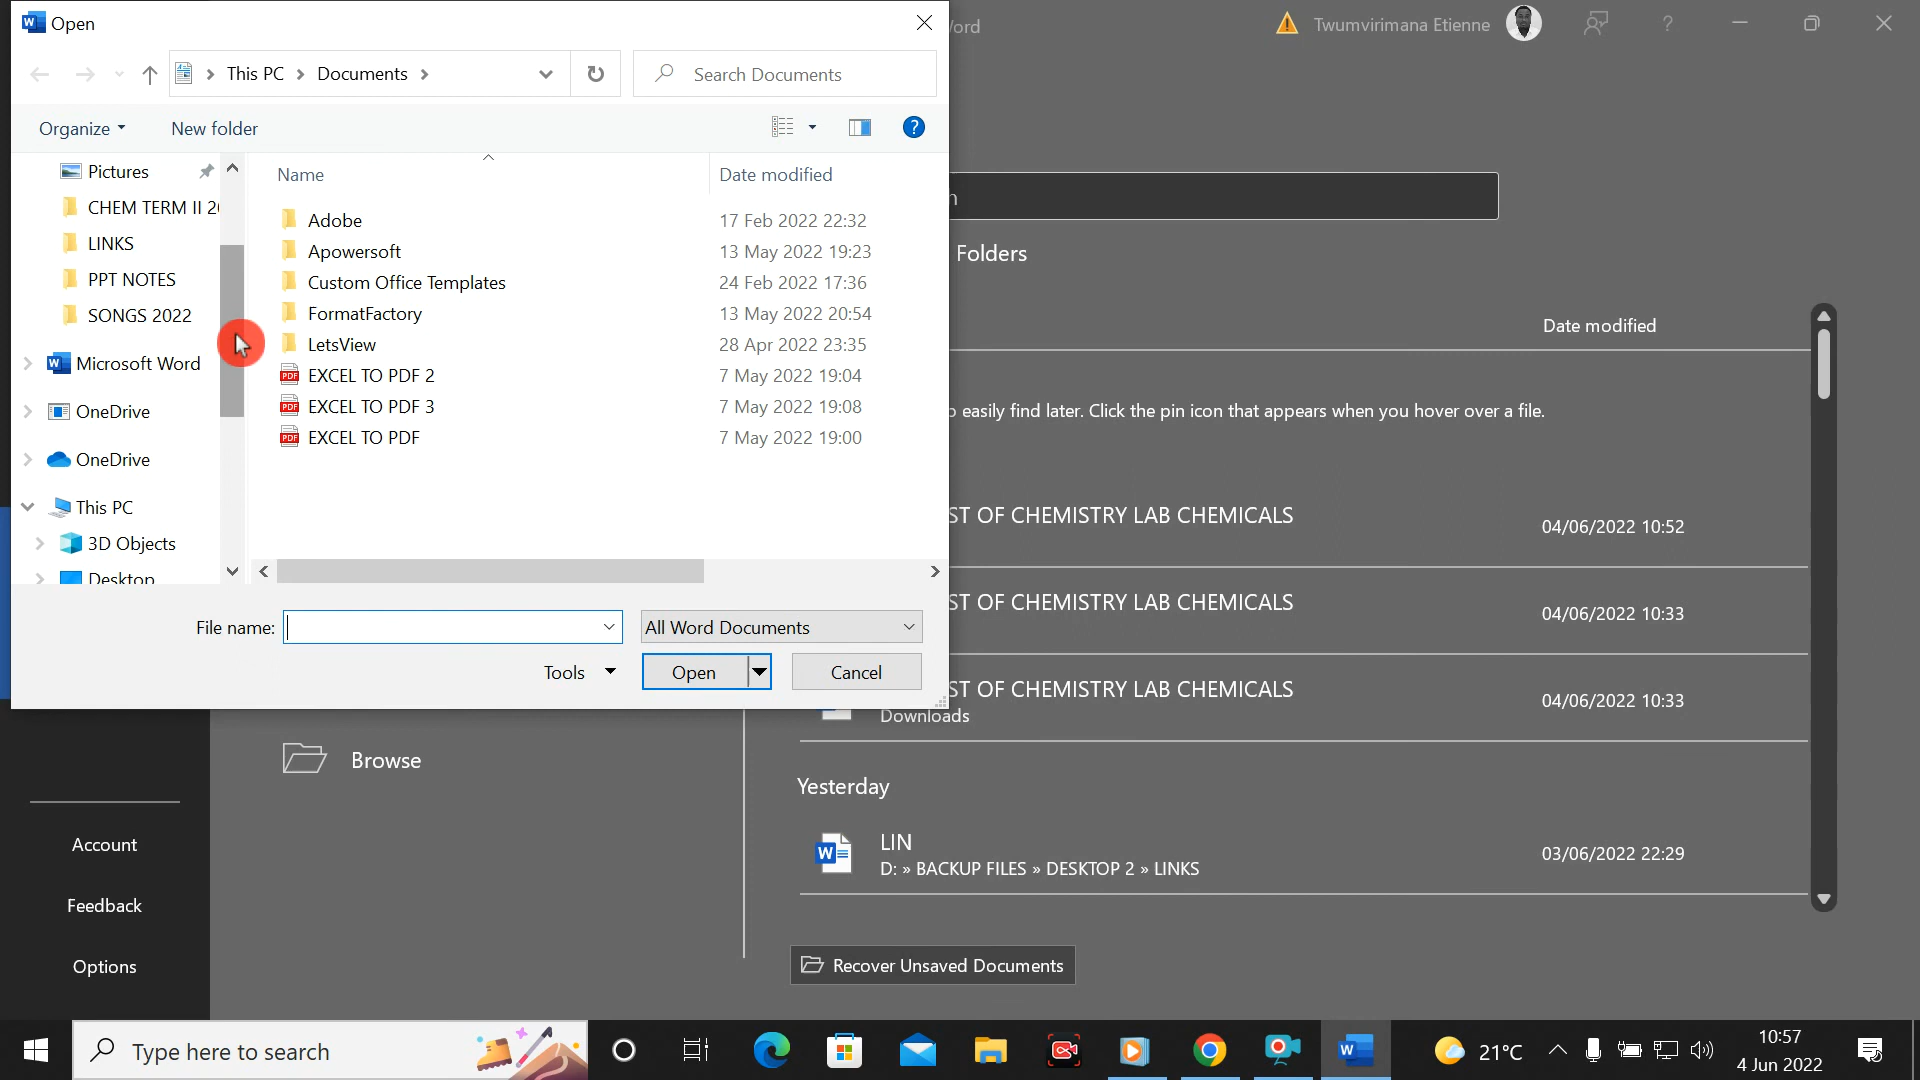 Open
ord
Twumvirimana Etienne
?
This PC
Documents
Search Documents
Organize
New folder
?
Pictures
CHEM TERM II
LINKS
PPT NOTES
SONGS 2022
Microsoft Word
OneDrive
OneDrive
This PC
3D Objects
Desktop
Name
Date modified
Adobe
17 Feb 2022 22:32
Apowersoft
13 May 2022 19:23
Custom Office Templates
24 Feb 2022 17:36
FormatFactory
13 May 2022 20:54
LetsView
28 Apr 2022 23:35
EXCEL TO PDF 2
7 May 2022 19:04
EXCEL TO PDF 3
7 May 2022 19:08
EXCEL TO PDF
7 May 2022 19:00
File name:
All Word Documents
Tools
Open
Cancel
Folders
Date modified
easily find later. Click the pin icon that appears when you hover over a file.
ST OF CHEMISTRY LAB CHEMICALS
04/06/2022 10:52
ST OF CHEMISTRY LAB CHEMICALS
04/06/2022 10:33
ST OF CHEMISTRY LAB CHEMICALS
Downloads
04/06/2022 10:33
Browse
Yesterday
LIN
D: » BACKUP FILES » DESKTOP 2 » LINKS
03/06/2022 22:29
Recover Unsaved Documents
Account
Feedback
Options
Type here to search
21°C
10:57
4 Jun 2022